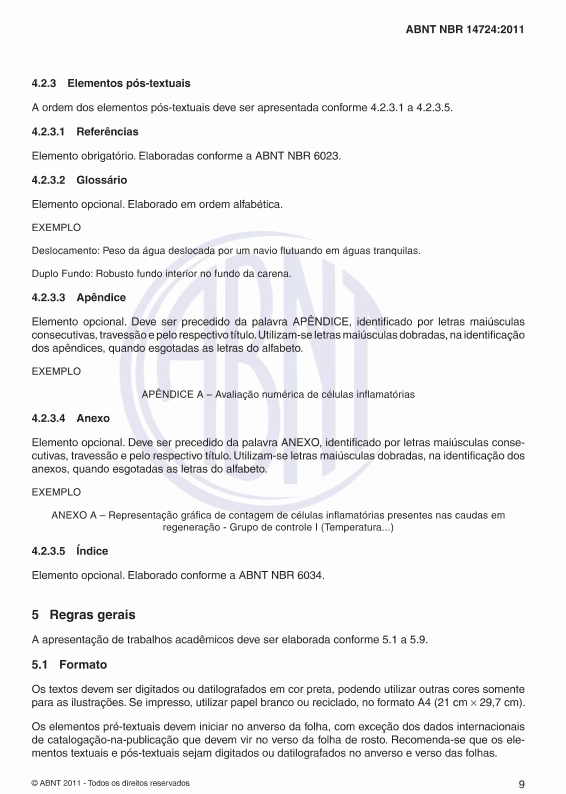 ABNT NBR 14724:2011
4.2.3 Elementos pós-textuais
A ordem dos elementos pós-textuais deve ser apresentada conforme 4.2.3.1 a 4.2.3.5.
4.2.3.1 Referências
Elemento obrigatório. Elaboradas conforme a ABNT NBR 6023.
4.2.3.2 Glossário
Elemento opcional. Elaborado em ordem alfabética.
EXEMPLO
Deslocamento: Peso da água deslocada por um navio flutuando em águas tranquilas.
Duplo Fundo: Robusto fundo interior no fundo da carena.
4.2.3.3 Apêndice
Elemento opcional. Deve ser precedido da palavra APÊNDICE, identificado por letras maiúsculas
consecutivas, travessão e pelo respectivo título. Utilizam-se letras maiúsculas dobradas, na identificação
dos apêndices, quando esgotadas as letras do alfabeto.
EXEMPLO
APÊNDICE A – Avaliação numérica de células inflamatórias
4.2.3.4 Anexo
Elemento opcional. Deve ser precedido da palavra ANEXO, identificado por letras maiúsculas conse-
cutivas, travessão e pelo respectivo título. Utilizam-se letras maiúsculas dobradas, na identificação dos
anexos, quando esgotadas as letras do alfabeto.
EXEMPLO
ANEXO A – Representação gráfica de contagem de células inflamatórias presentes nas caudas em
regeneração - Grupo de controle I (Temperatura...)
4.2.3.5 Índice
Elemento opcional. Elaborado conforme a ABNT NBR 6034.
5 Regras gerais
A apresentação de trabalhos acadêmicos deve ser elaborada conforme 5.1 a 5.9.
5.1 Formato
Os textos devem ser digitados ou datilografados em cor preta, podendo utilizar outras cores somente
para as ilustrações. Se impresso, utilizar papel branco ou reciclado, no formato A4 (21 cm × 29,7 cm).
Os elementos pré-textuais devem iniciar no anverso da folha, com exceção dos dados internacionais
de catalogação-na-publicação que devem vir no verso da folha de rosto. Recomenda-se que os ele-
mentos textuais e pós-textuais sejam digitados ou datilografados no anverso e verso das folhas.
© ABNT 2011 - Todos os direitos reservados
9
ABNT